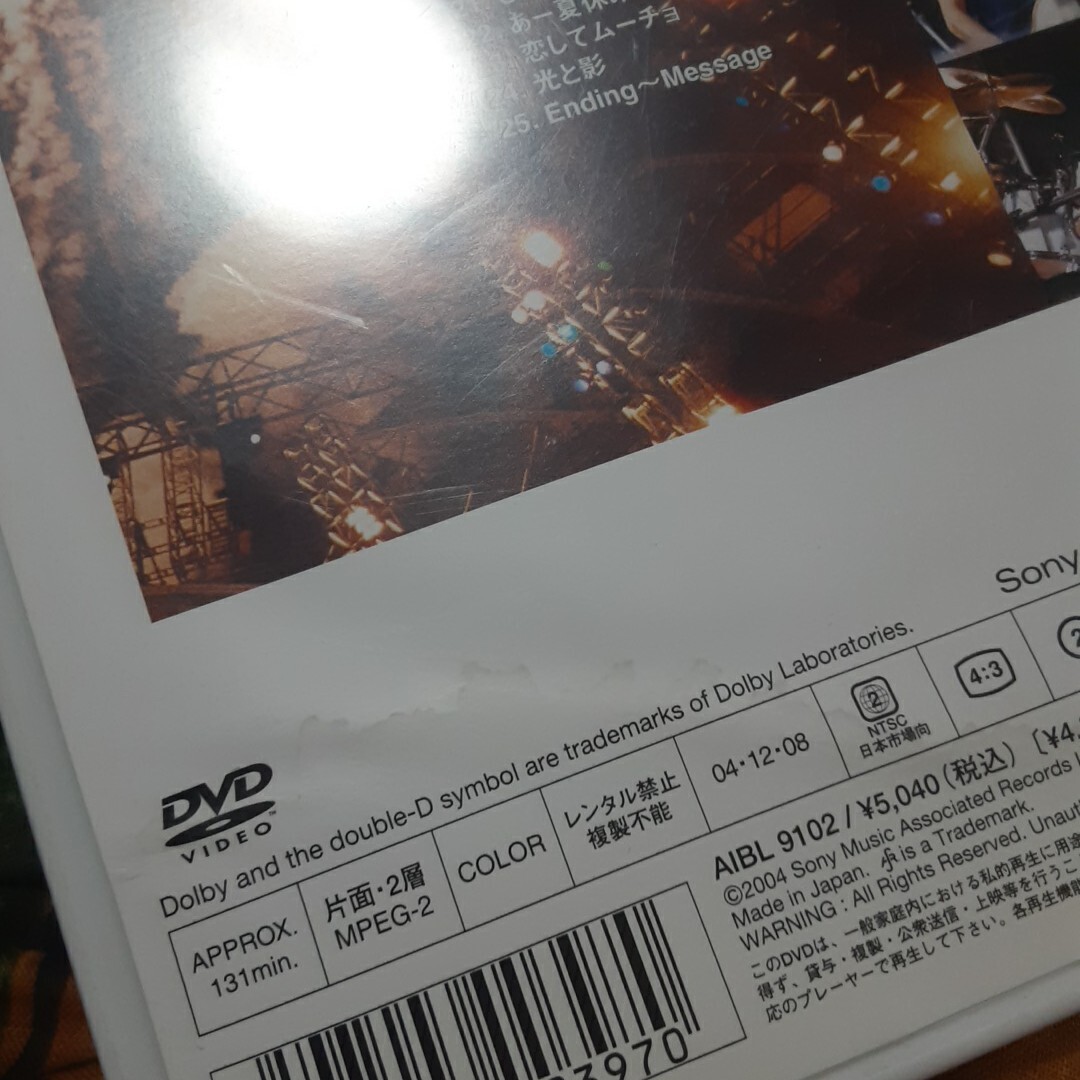 あー夏休み
恋してムーチョ
24. 光と影
25. Ending〜Message
Sony
DVD
VIDEO™
Dolby and the double-D symbol are trademarks of Dolby Laboratories.
APPROX.
131min.
片面・2層
MPEG-2
COLOR
レンタル禁止
複製不能
04・12・08
2
NTSC
日本市場向
4:3
2
AIBL 9102 / ¥5,040（税込）〔¥4,
©2004 Sony Music Associated Records
Made in Japan. is a Trademark.
WARNING : All Rights Reserved. Unaut
このDVDは、一般家庭内における私的再生に用途
得ず、貸与・複製・公衆送信・上映等を行うこ
応のプレーヤーで再生して下さい。各再生機
3970